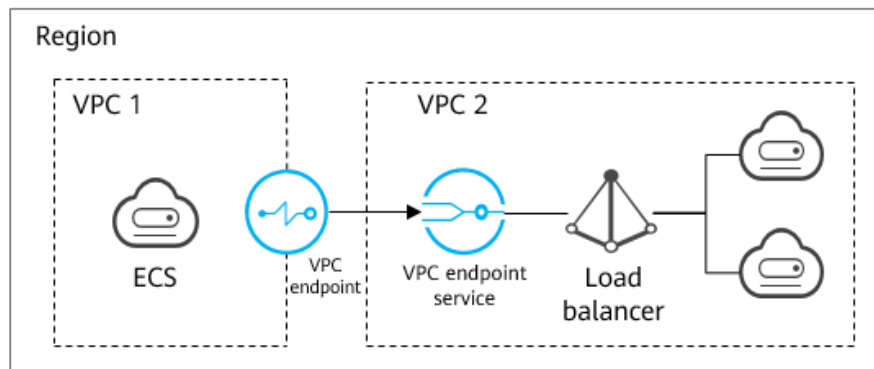 Region
VPC 1
VPC 2
ECS
VPC
endpoint
VPC endpoint
service
Load
balancer